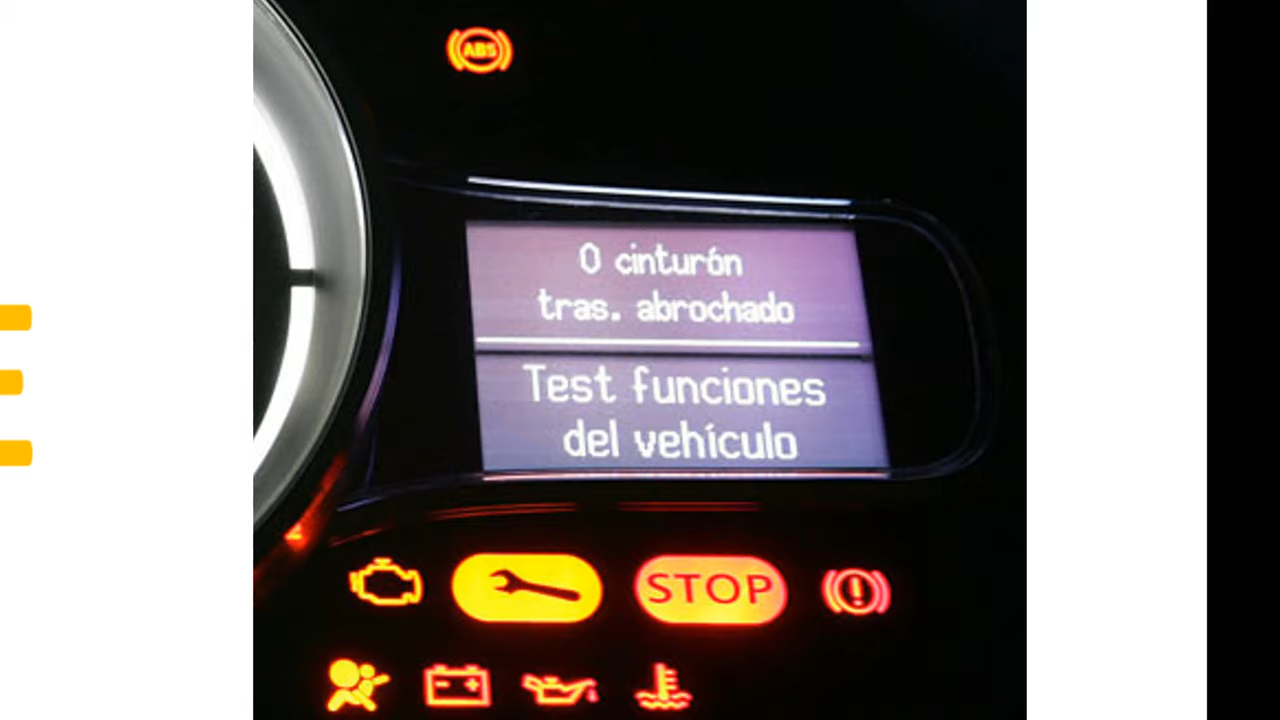 ABS
0 cinturón
tras. abrochado
Test funciones
del vehículo
STOP